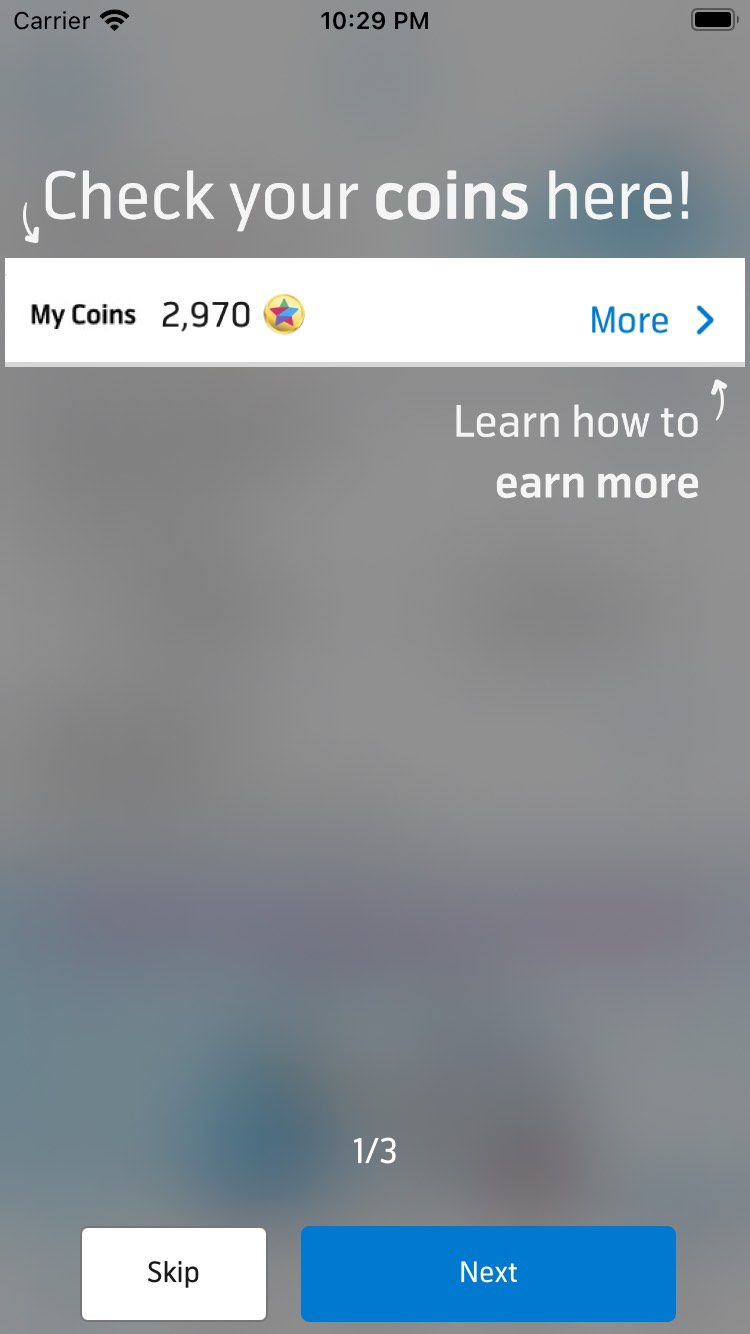 Carrier 10:29 PM
Check your coins here!
My Coins 2,970 More
Learn how to
earn more
1/3
Skip Next